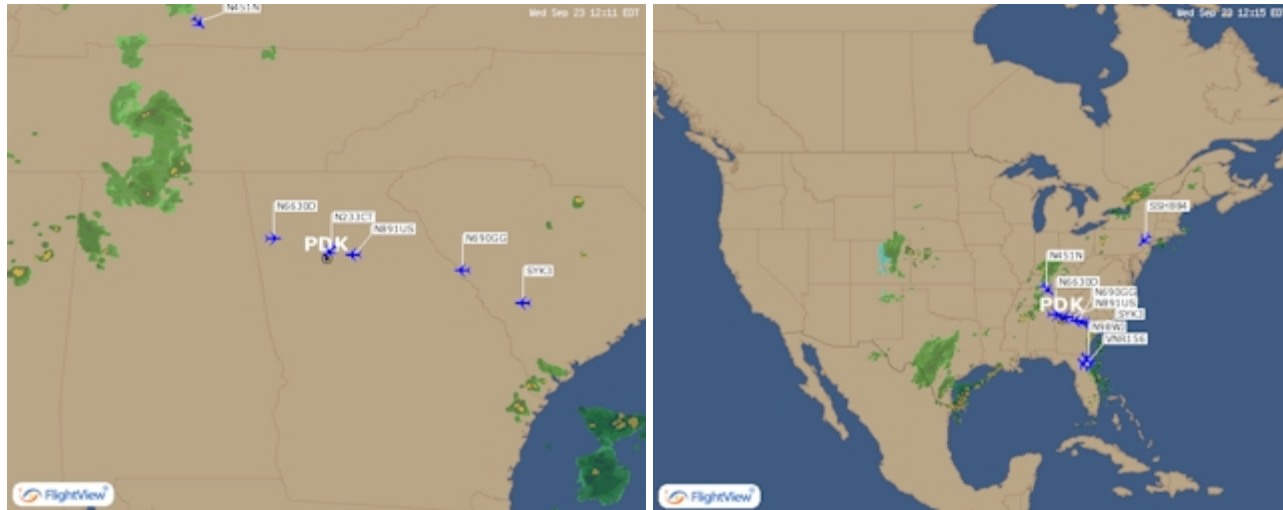 N451N
Wed Sep 23 12:11 EDT
N6630D
N233CT
N891US
PDK
N690GG
SYK3
FlightView
Wed Sep 23 12:15 EDT
SSH884
N451N
N6630D
N690GG
PDK
N891US
SYK3
VNR156
FlightView